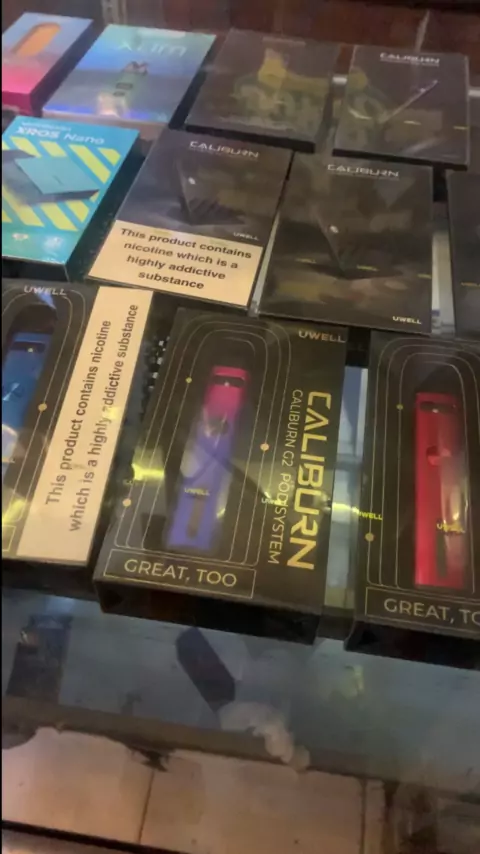 XLIM
CALIBURN
XROS Nano
CALIBURN
UWELL
This product contains
nicotine which is a
highly addictive
substance
CALIBURN
UWELL
UWELL
This product contains nicotine
which is a highly addictive substance
UWELL
CALIBURN
CALIBURN G2 POD SYSTEM
UWELL
GREAT, TOO
UWELL
UWELL
GREAT, TO